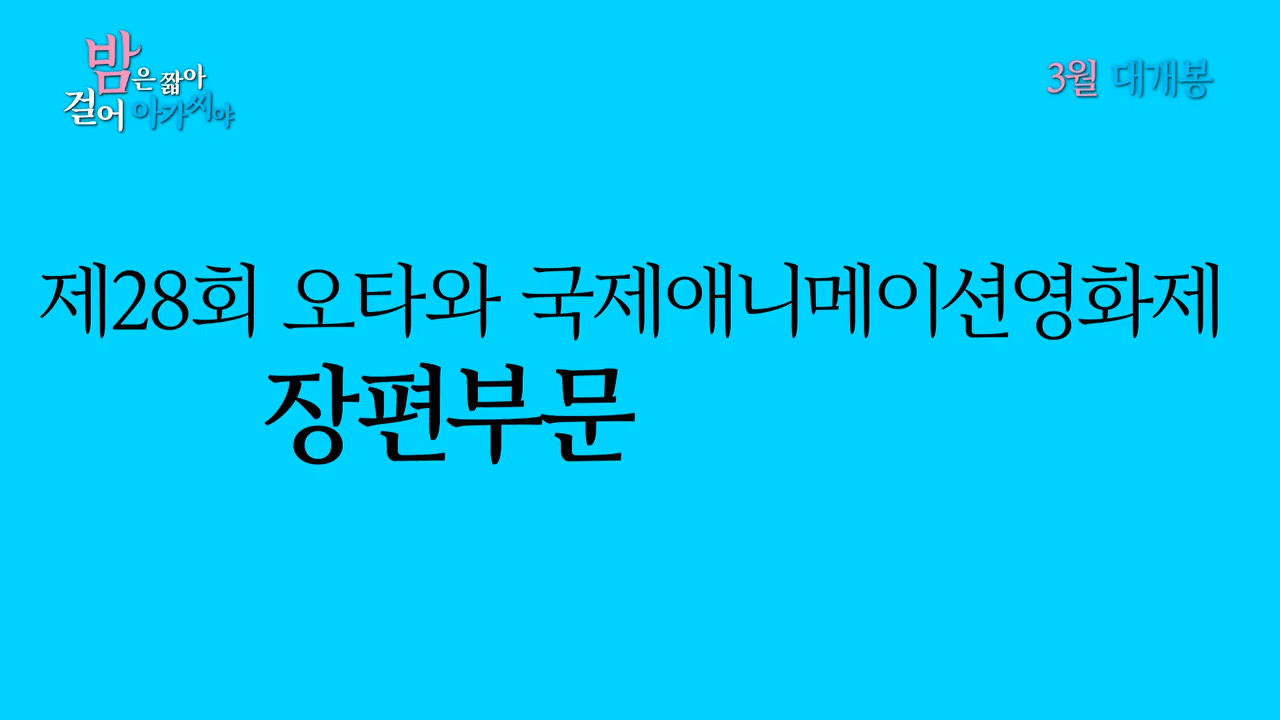 밤은 짧아
걸어 아가씨야
3월 대개봉
제28회 오타와 국제애니메이션영화제
장편부문